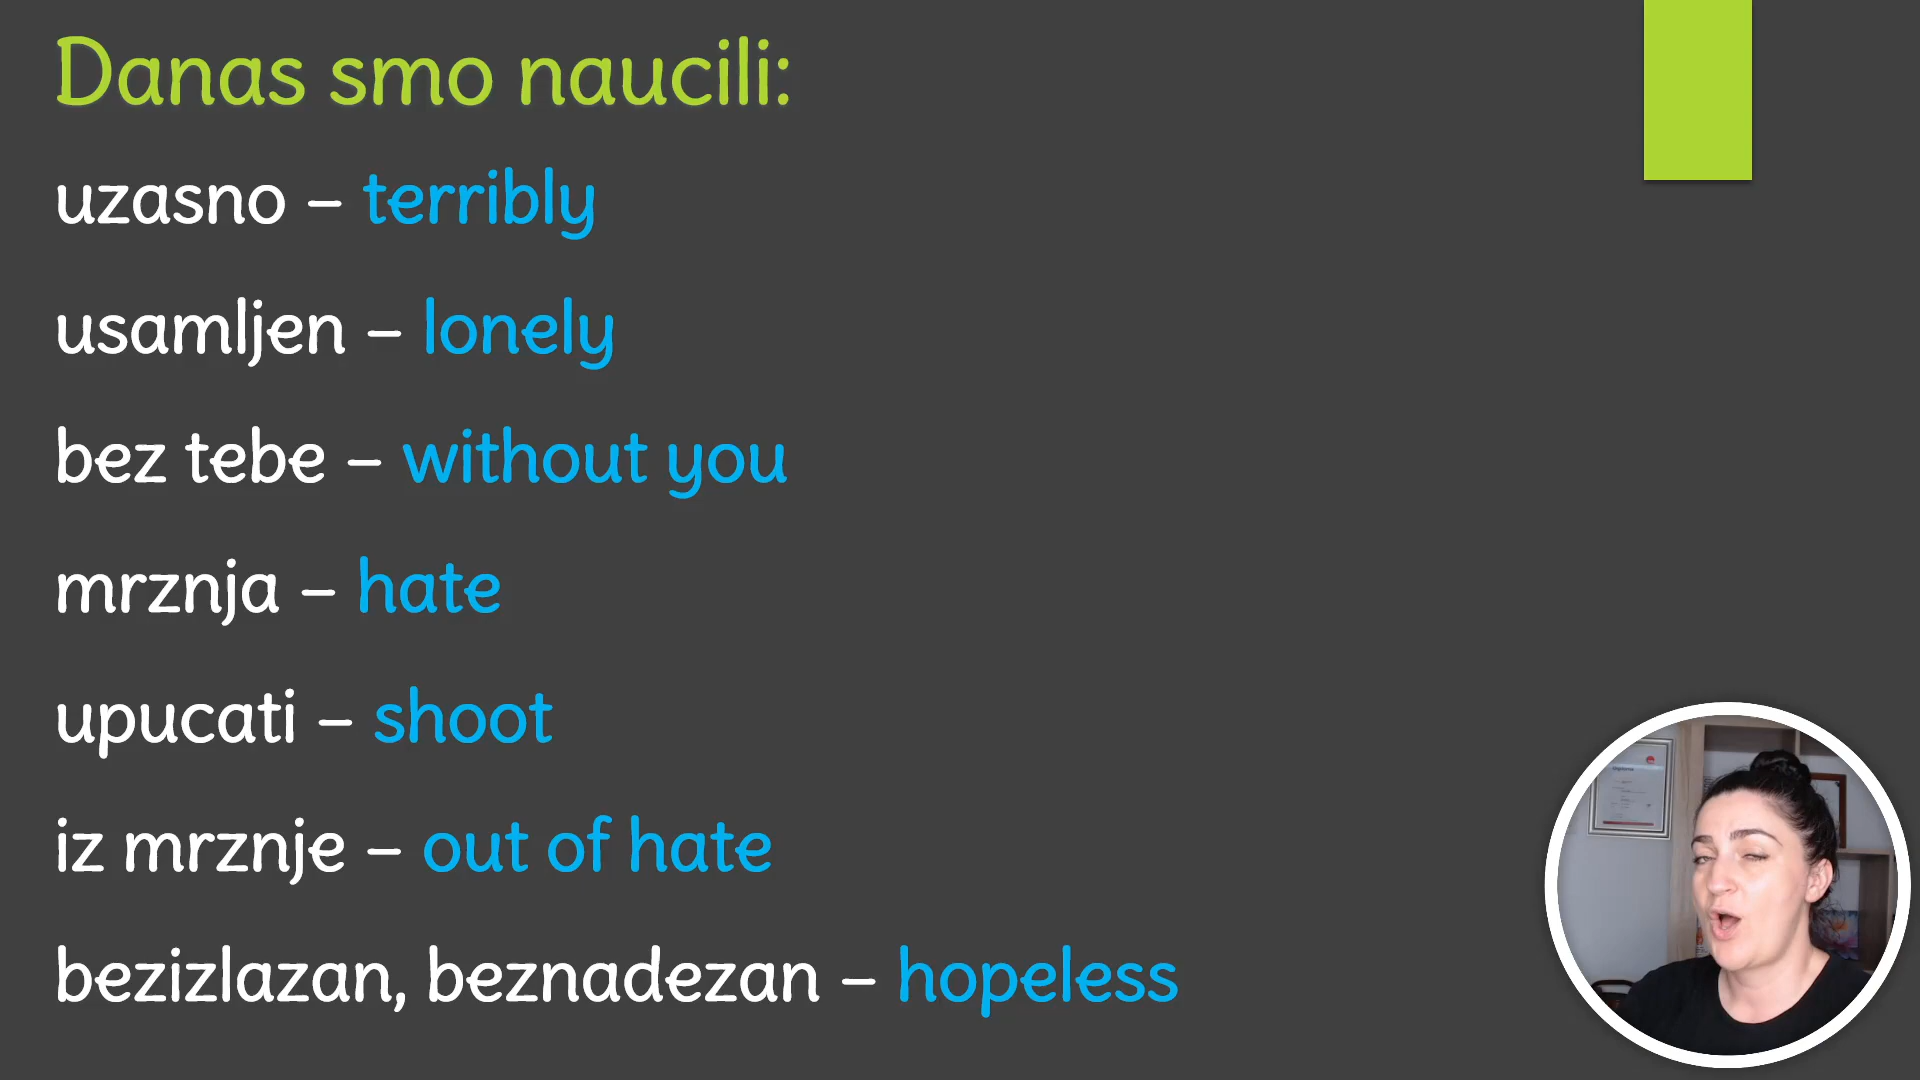 Danas smo naucili:
uzasno – terribly
usamljen – lonely
bez tebe – without you
mrznja – hate
upucati – shoot
iz mrznje – out of hate
bezizlazan, beznadezan – hopeless